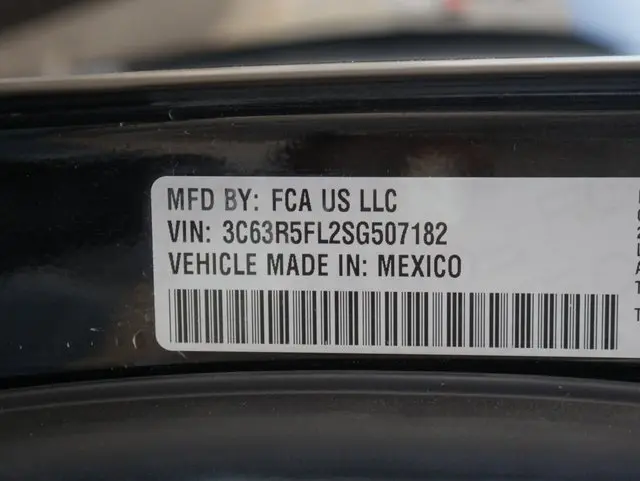 MFD BY: FCA US LLC
VIN: 3C63R5FL2SG507182
VEHICLE MADE IN: MEXICO